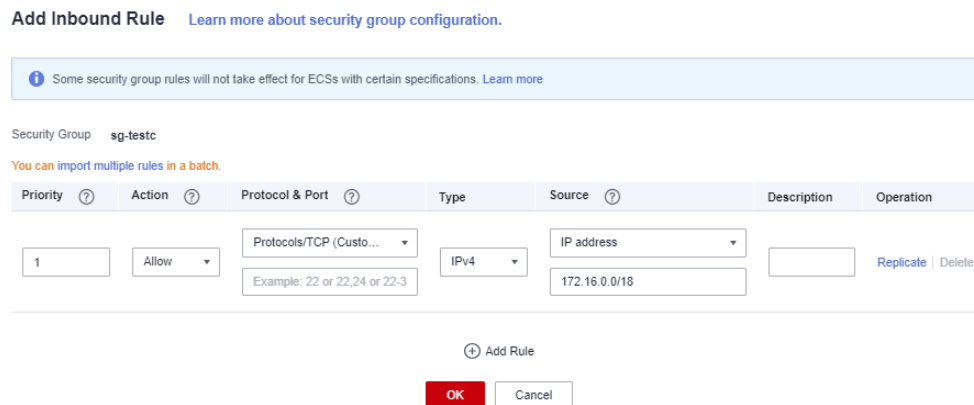 Add Inbound Rule Learn more about security group configuration.
Some security group rules will not take effect for ECSs with certain specifications. Learn more
Security Group sg-testc
You can import multiple rules in a batch.
Priority Action Protocol & Port Type Source Description Operation
1 Allow Protocols/TCP (Custo... IPv4 IP address Replicate Delete
Example: 22 or 22,24 or 22-3 172.16.0.0/18
Add Rule
OK Cancel